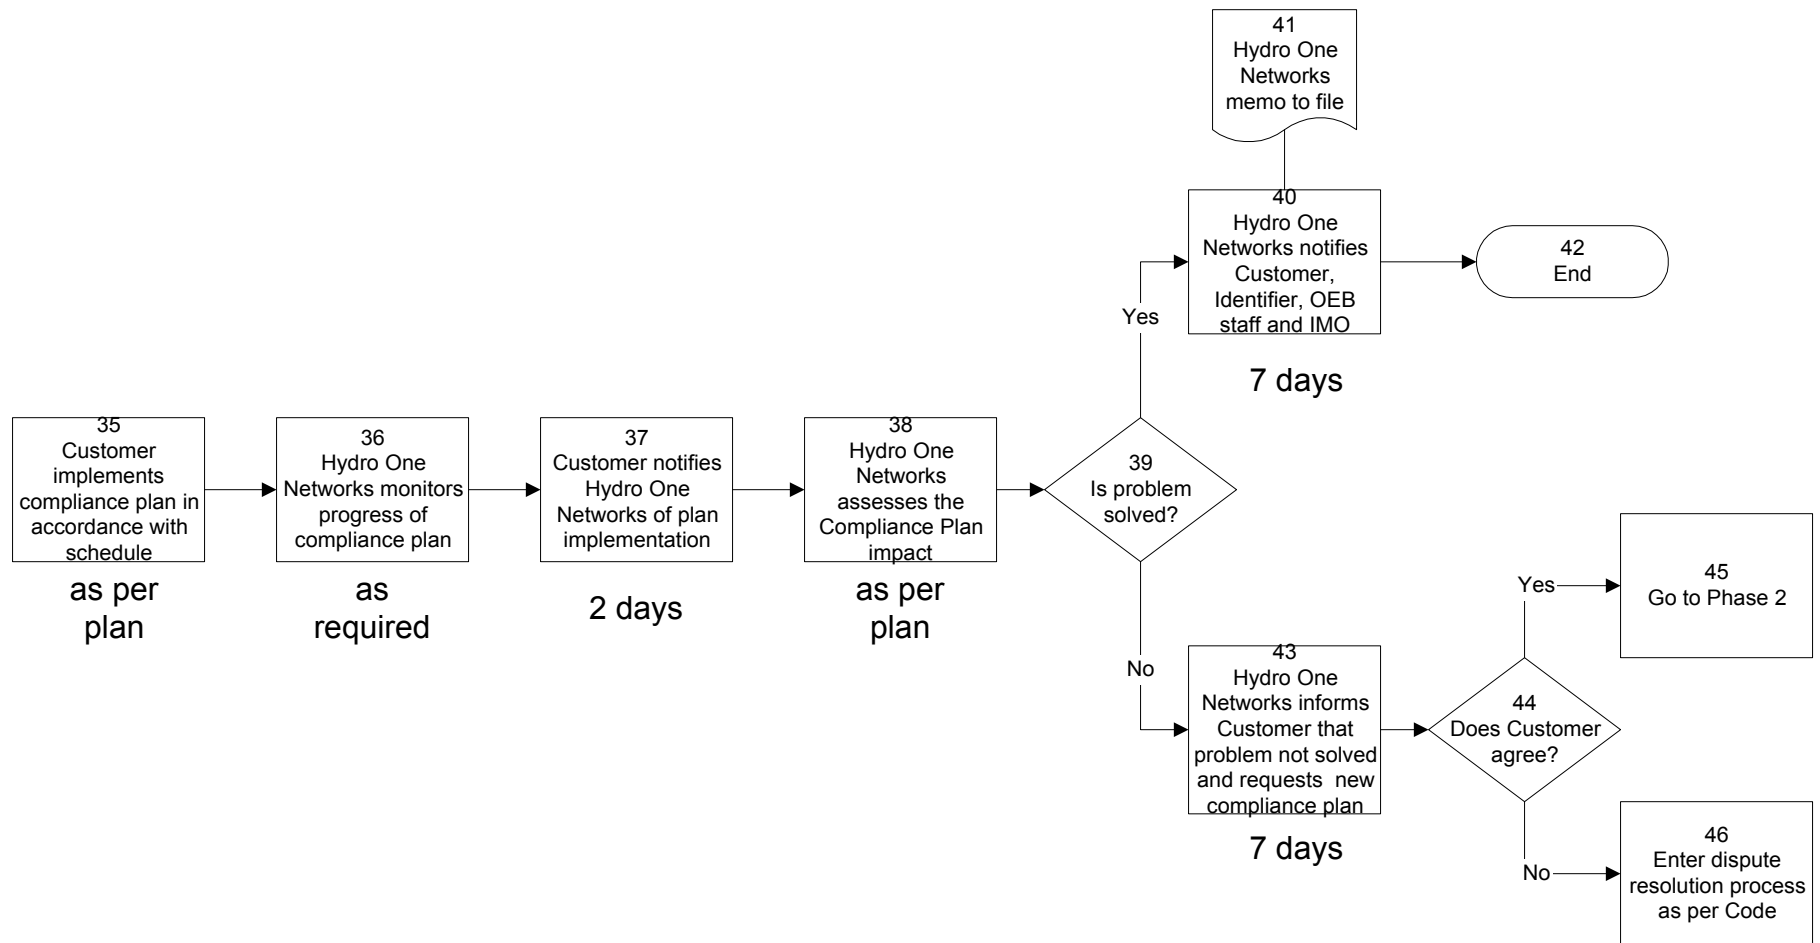 41
Hydro One
Networks
memo to file
40
Hydro One
Networks notifies
Customer,
Identifier, OEB
staff and IMO
7 days
42
End
Yes
35
Customer
implements
compliance plan in
accordance with
schedule
as per
plan
36
Hydro One
Networks monitors
progress of
compliance plan
as
required
37
Customer notifies
Hydro One
Networks of plan
implementation
2 days
38
Hydro One
Networks
assesses the
Compliance Plan
impact
as per
plan
39
Is problem
solved?
No
43
Hydro One
Networks informs
Customer that
problem not solved
and requests  new
compliance plan
7 days
44
Does Customer
agree?
Yes
45
Go to Phase 2
No
46
Enter dispute
resolution process
as per Code